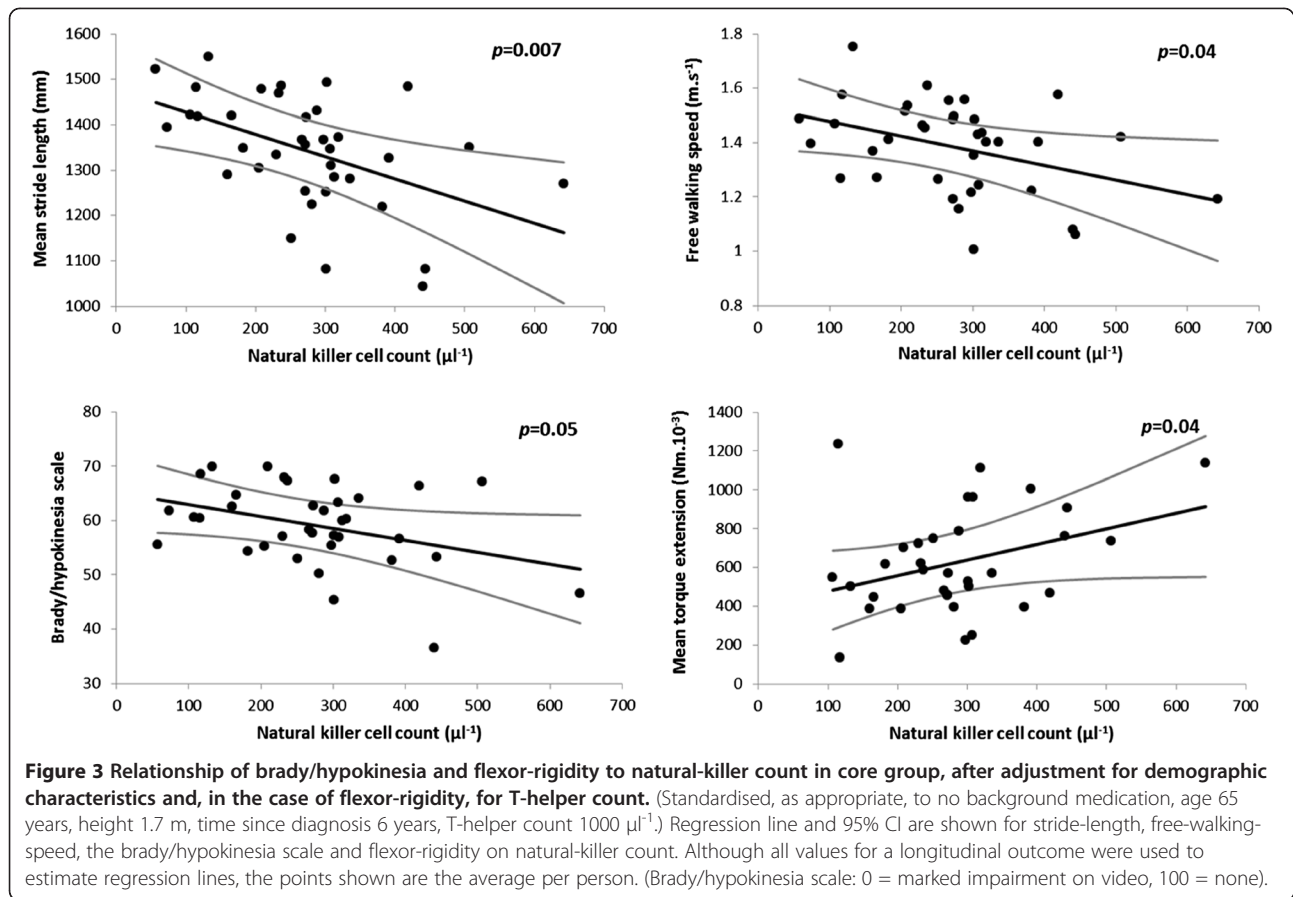 1600
1500
1400
1300
1200
1100
1000
Mean stride length (mm)
p=0.007
0 100 200 300 400 500 600 700
Natural killer cell count (µl⁻¹)
1.8
1.6
1.4
1.2
1
0.8
Free walking speed (m.s⁻¹)
p=0.04
0 100 200 300 400 500 600 700
Natural killer cell count (µl⁻¹)
80
70
60
50
40
30
Brady/hypokinesia scale
p=0.05
0 100 200 300 400 500 600 700
Natural killer cell count (µl⁻¹)
1400
1200
1000
800
600
400
200
0
Mean torque extension (Nm.10⁻³)
p=0.04
0 100 200 300 400 500 600 700
Natural killer cell count (µl⁻¹)
Figure 3 Relationship of brady/hypokinesia and flexor-rigidity to natural-killer count in core group, after adjustment for demographic
characteristics and, in the case of flexor-rigidity, for T-helper count. (Standardised, as appropriate, to no background medication, age 65
years, height 1.7 m, time since diagnosis 6 years, T-helper count 1000 µl⁻¹.) Regression line and 95% CI are shown for stride-length, free-walking-
speed, the brady/hypokinesia scale and flexor-rigidity on natural-killer count. Although all values for a longitudinal outcome were used to
estimate regression lines, the points shown are the average per person. (Brady/hypokinesia scale: 0 = marked impairment on video, 100 = none).